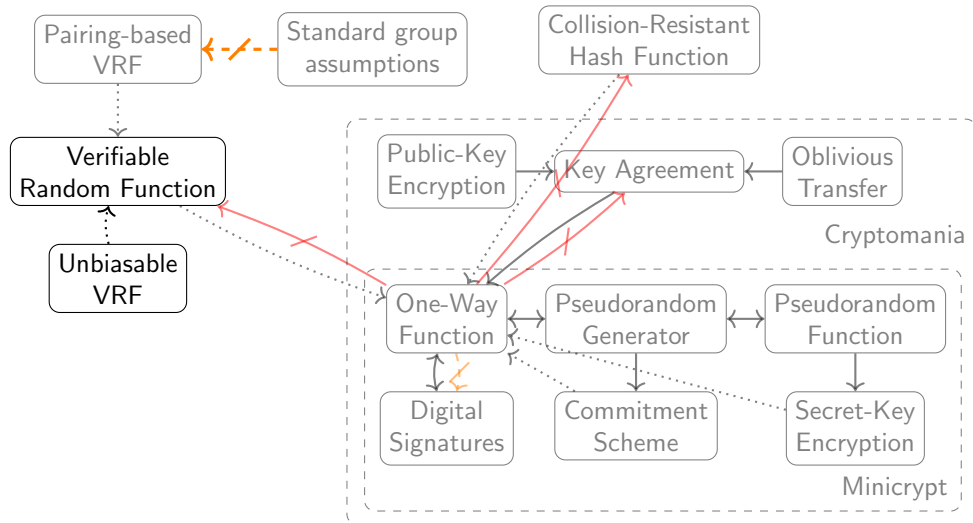 Pairing-based
VRF
Standard group
assumptions
Collision-Resistant
Hash Function
Verifiable
Random Function
Public-Key
Encryption
Key Agreement
Oblivious
Transfer
Cryptomania
Unbiasable
VRF
One-Way
Function
Pseudorandom
Generator
Pseudorandom
Function
Digital
Signatures
Commitment
Scheme
Secret-Key
Encryption
Minicrypt